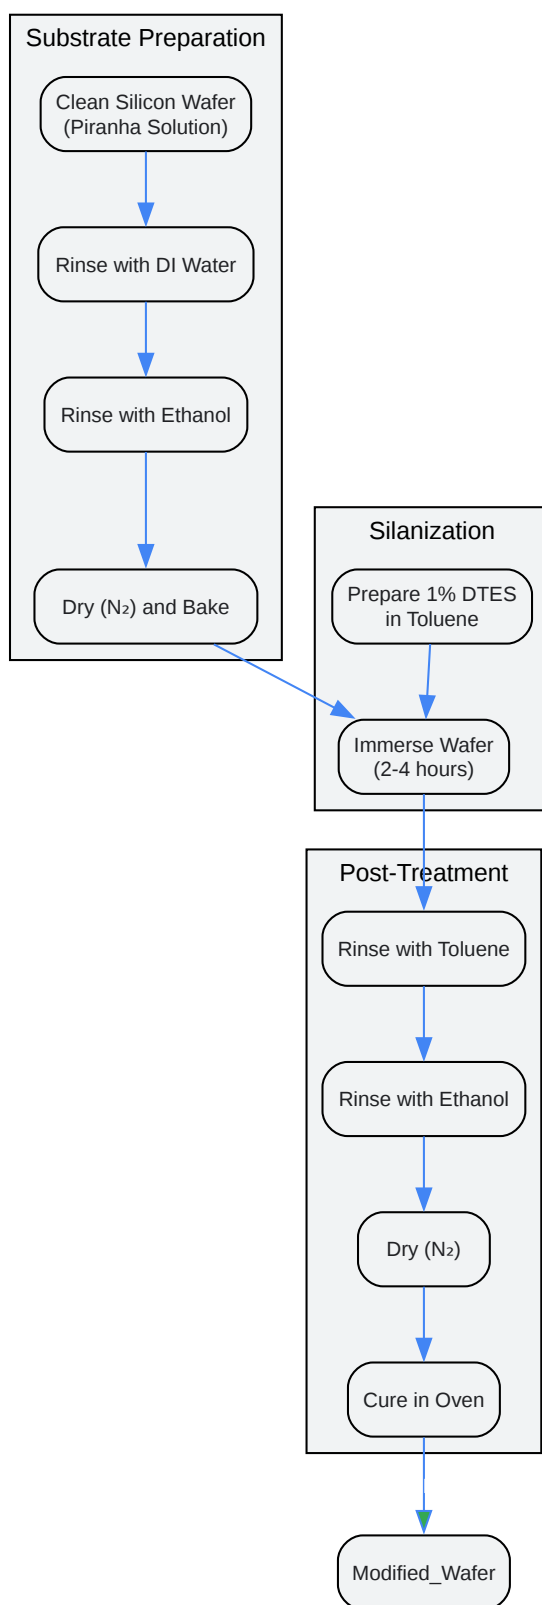 Substrate Preparation
Clean Silicon Wafer
(Piranha Solution)
Rinse with DI Water
Rinse with Ethanol
Dry (N₂) and Bake
Silanization
Prepare 1% DTES
in Toluene
Immerse Wafer
(2-4 hours)
Post-Treatment
Rinse with Toluene
Rinse with Ethanol
Dry (N₂)
Cure in Oven
Modified_Wafer